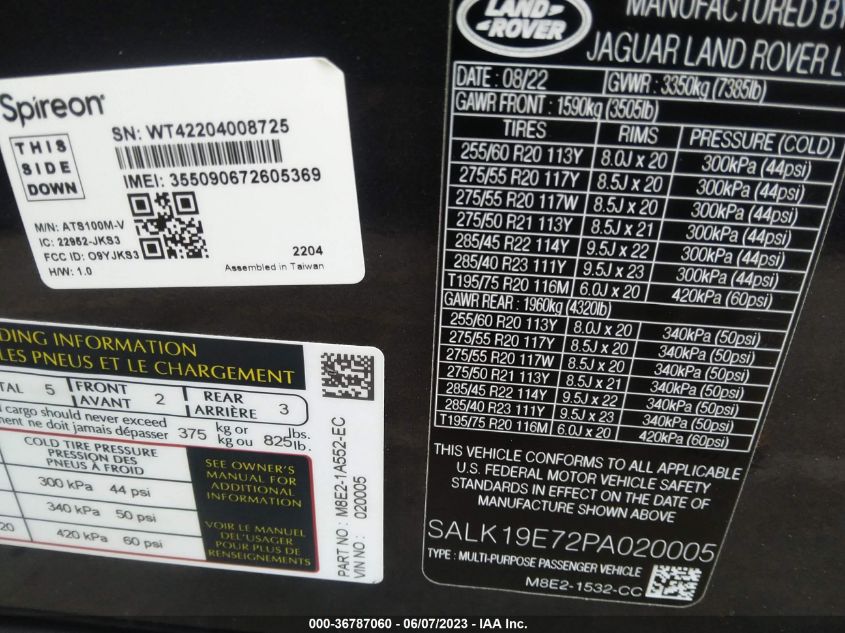 Spireon
THIS
SIDE
DOWN
SN: WT42204008725
IMEI: 355090672605369
M/N: ATS100M-V
IC: 22952-JKS3
FCC ID: O9YJKS3
H/W: 1.0
2204
Assembled in Taiwan
DING INFORMATION
LES PNEUS ET LE CHARGEMENT
TAL 5 FRONT AVANT 2 REAR ARRIÈRE 3
cargo should never exceed
ment ne doit jamais dépasser 375 kg or kg ou 825 lbs. lb.
COLD TIRE PRESSURE
PRESSION DES
PNEUS À FROID
300 kPa 44 psi
340 kPa 50 psi
20 420 kPa 60 psi
SEE OWNER'S
MANUAL FOR
ADDITIONAL
INFORMATION
VOIR LE MANUEL
DE L'USAGER
POUR PLUS DE
RENSEIGNEMENTS
PART NO : M8E2-1A552-EC
VIN NO : 020005
LAND ROVER
MANUFACTURED BY
JAGUAR LAND ROVER L
DATE : 08/22 GVWR : 3350kg (7385lb)
GAWR FRONT : 1590kg (3505lb)
TIRES RIMS PRESSURE (COLD)
255/60 R20 113Y 8.0J x 20 300kPa (44psi)
275/55 R20 117Y 8.5J x 20 300kPa (44psi)
275/55 R20 117W 8.5J x 20 300kPa (44psi)
275/50 R21 113Y 8.5J x 21 300kPa (44psi)
285/45 R22 114Y 9.5J x 22 300kPa (44psi)
285/40 R23 111Y 9.5J x 23 300kPa (44psi)
T195/75 R20 116M 6.0J x 20 420kPa (60psi)
GAWR REAR : 1960kg (4320lb)
255/60 R20 113Y 8.0J x 20 340kPa (50psi)
275/55 R20 117Y 8.5J x 20 340kPa (50psi)
275/55 R20 117W 8.5J x 20 340kPa (50psi)
275/50 R21 113Y 8.5J x 21 340kPa (50psi)
285/45 R22 114Y 9.5J x 22 340kPa (50psi)
285/40 R23 111Y 9.5J x 23 340kPa (50psi)
T195/75 R20 116M 6.0J x 20 420kPa (60psi)
THIS VEHICLE CONFORMS TO ALL APPLICABLE
U.S. FEDERAL MOTOR VEHICLE SAFETY
STANDARDS IN EFFECT ON THE DATE OF
MANUFACTURE SHOWN ABOVE
SALK19E72PA020005
TYPE : MULTI-PURPOSE PASSENGER VEHICLE
M8E2-1532-CC
000-36787060 - 06/07/2023 - IAA Inc.